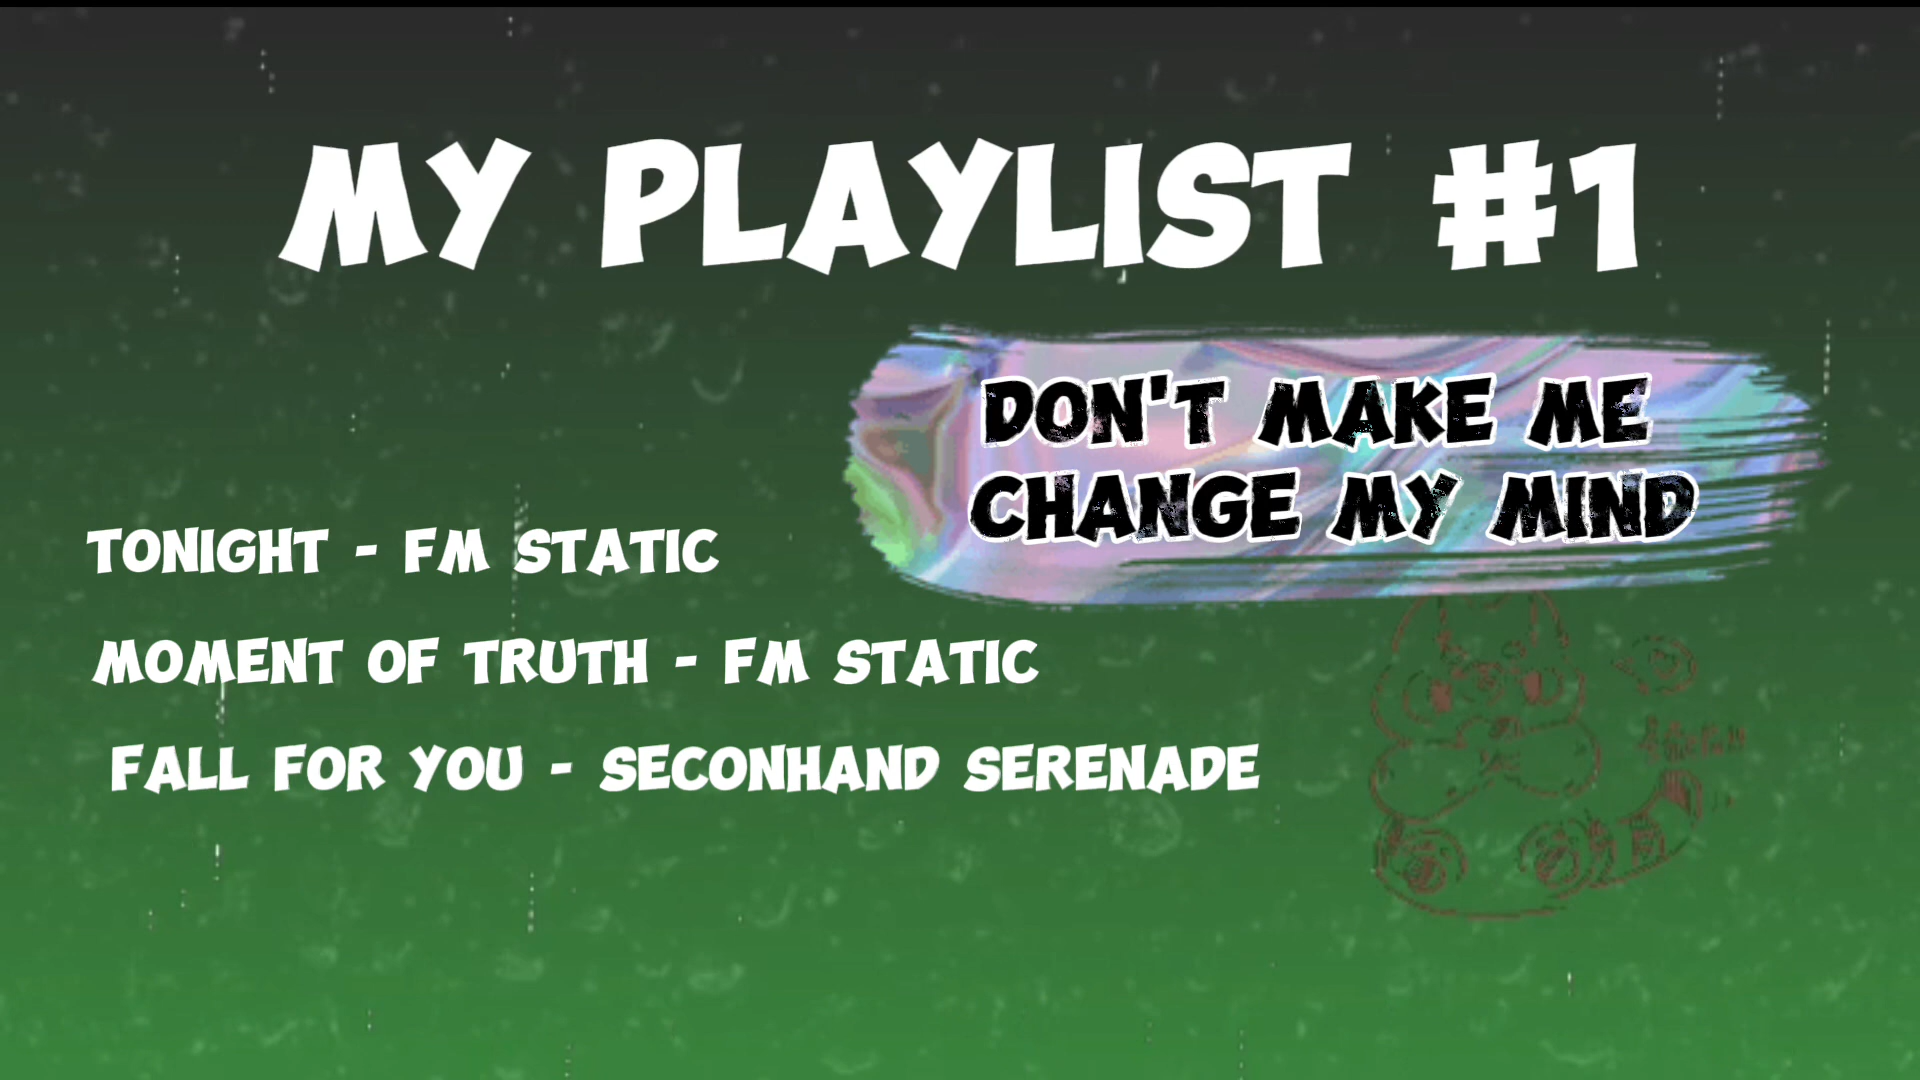 MY PLAYLIST #1
DON'T MAKE ME
CHANGE MY MIND
TONIGHT - FM STATIC
MOMENT OF TRUTH - FM STATIC
FALL FOR YOU - SECONHAND SERENADE